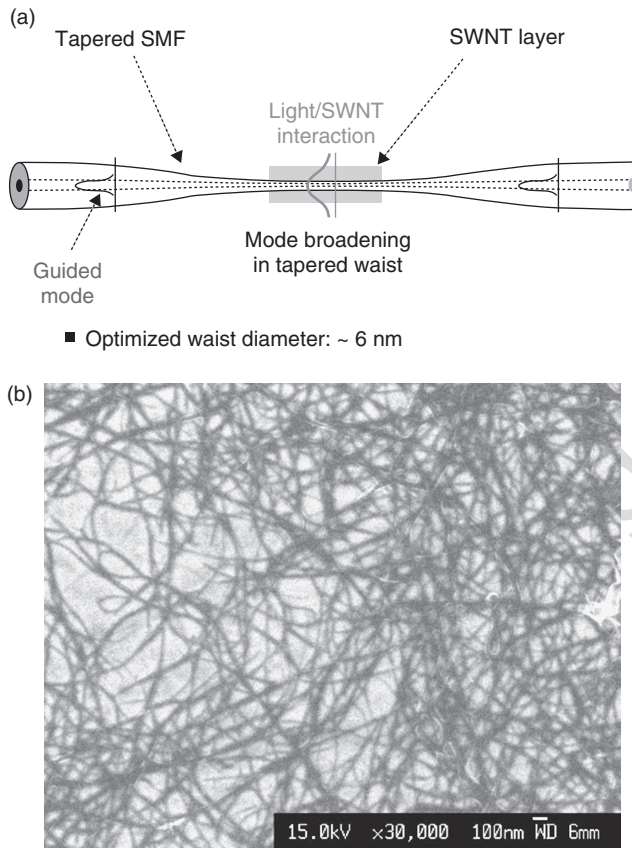 (a)
Tapered SMF
SWNT layer
Light/SWNT
interaction
Mode broadening
in tapered waist
Guided
mode
■ Optimized waist diameter: ~ 6 nm
(b)
15.0kV ×30,000 100nm WD 6mm